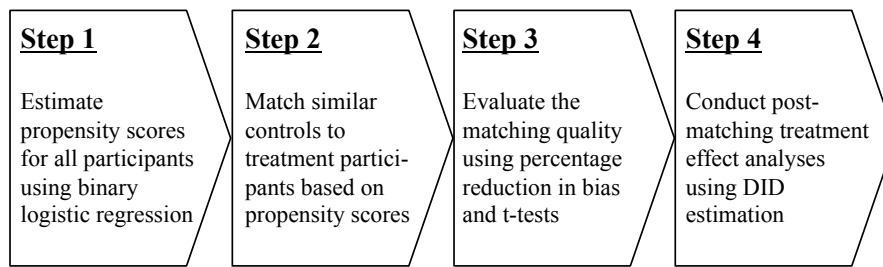 Step 1
Estimate
propensity scores
for all participants
using binary
logistic regression
Step 2
Match similar
controls to
treatment partici-
pants based on
propensity scores
Step 3
Evaluate the
matching quality
using percentage
reduction in bias
and t-tests
Step 4
Conduct post-
matching treatment
effect analyses
using DID
estimation